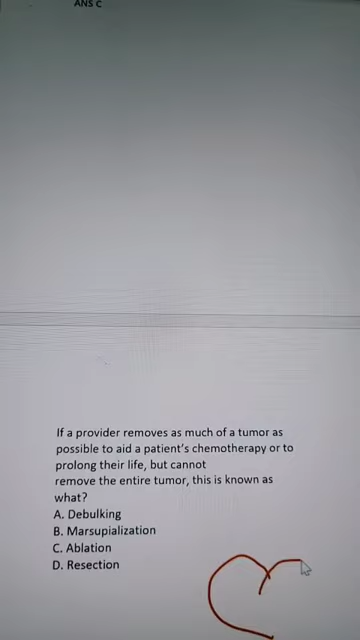 ANS C
If a provider removes as much of a tumor as
possible to aid a patient's chemotherapy or to
prolong their life, but cannot
remove the entire tumor, this is known as
what?
A. Debulking
B. Marsupialization
C. Ablation
D. Resection